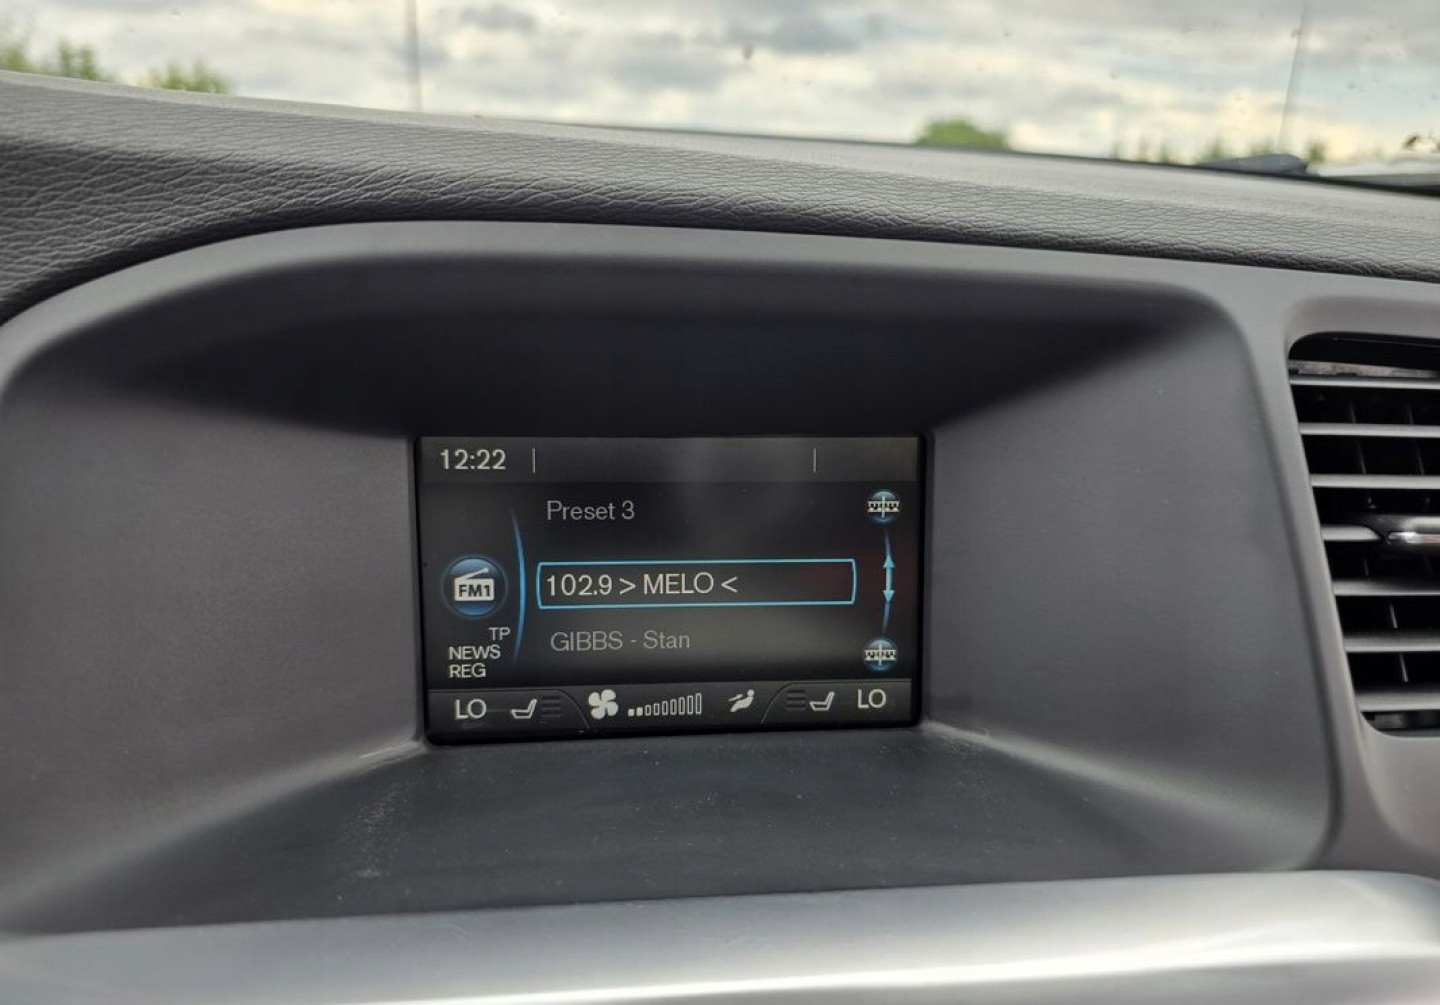 12:22
Preset 3
102.9 > MELO <
FM1
GIBBS - Stan
TP
NEWS
REG
LO LO